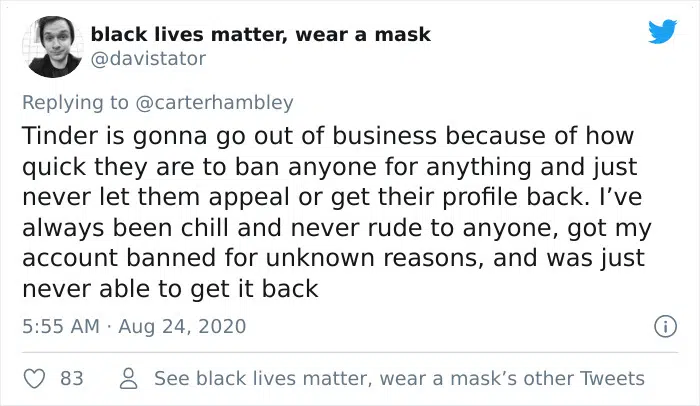 black lives matter, wear a mask
@davistator
Replying to @carterhambley
Tinder is gonna go out of business because of how
quick they are to ban anyone for anything and just
never let them appeal or get their profile back. I’ve
always been chill and never rude to anyone, got my
account banned for unknown reasons, and was just
never able to get it back
5:55 AM · Aug 24, 2020
83 See black lives matter, wear a mask’s other Tweets